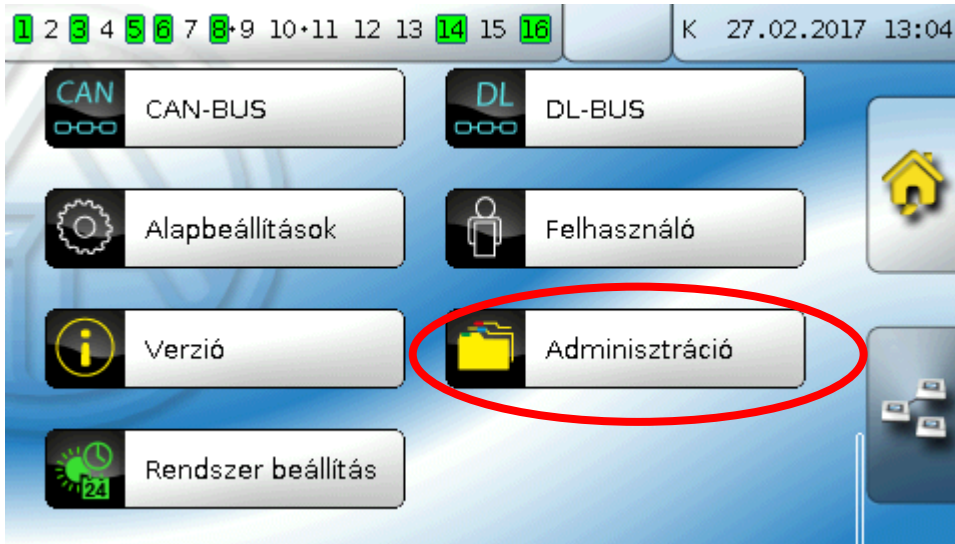 1 2 3 4 5 6 7 8·9 10·11 12 13 14 15 16 K 27.02.2017 13:04
CAN CAN-BUS DL DL-BUS
Alapbeállítások Felhasználó
Verzió Adminisztráció
24 Rendszer beállítás